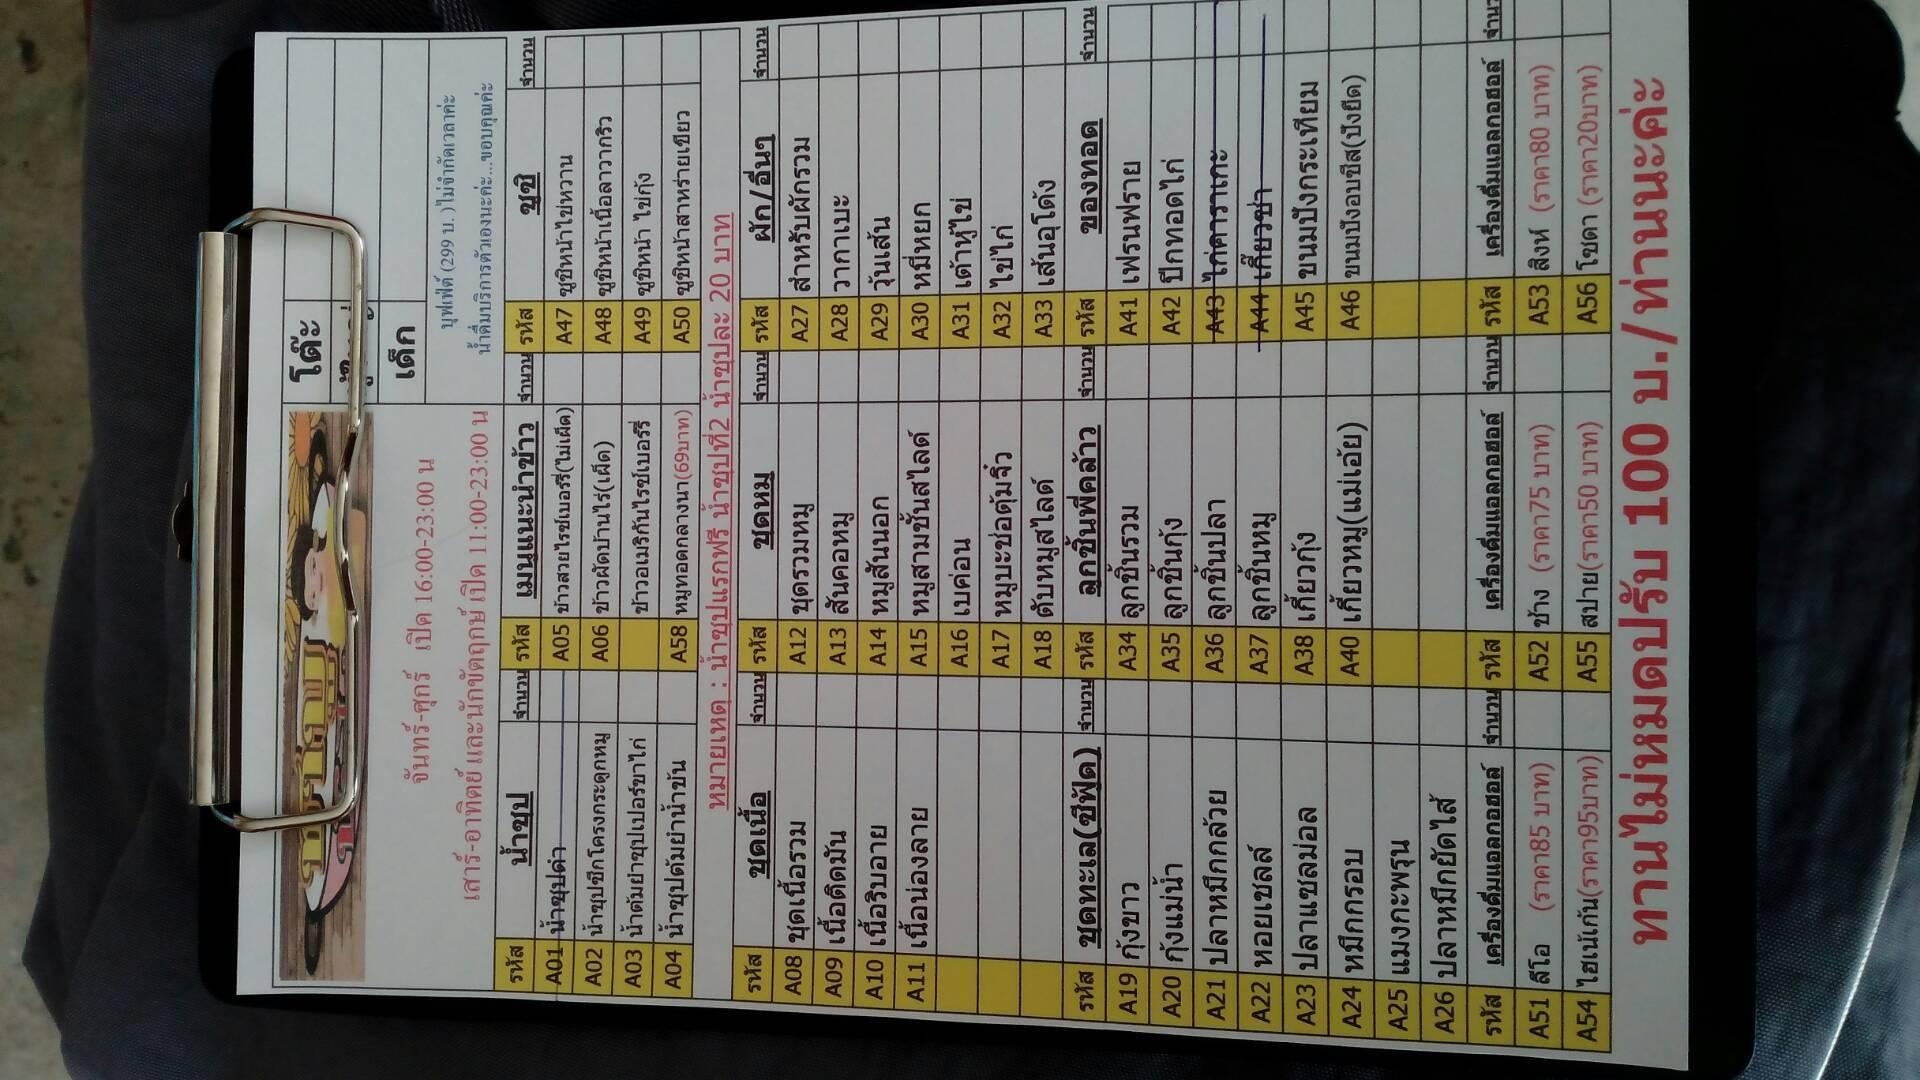 โต๊ะ
เด็ก
จันทร์-ศุกร์ เปิด 16:00-23:00 น
เสาร์-อาทิตย์ และนักขัตฤกษ์ เปิด 11:00-23:00 น
บุฟเฟ่ต์ (299 บ. )ไม่จำกัดเวลาค่ะ
น้ำดื่มบริการตัวเองนะค่ะ...ขอบคุณค่ะ
รหัส น้ำซุป จำนวน รหัส เมนูแนะนำข้าว จำนวน รหัส ซูชิ จำนวน
A01 น้ำซุปดำ A05 ข้าวสวยไรซ์เบอรี่(ไม่เผ็ด) A47 ซูชิหน้าไข่หวาน
A02 น้ำซุปซีกโครงกระดูกหมู A06 ข้าวผัดบ้านไร่(เผ็ด) A48 ซูชิหน้าเนื้อลาวากริว
A03 น้ำต้มยำซุปเปอร์ขาไก่ ข้าวอเมริกันไรซ์เบอร์รี่ A49 ซูชิหน้า ไข่กุ้ง
A04 น้ำซุปต้มยำน้ำข้น A58 หมูทอดกลางนา(69บาท) A50 ซูชิหน้าสาหร่ายเขียว
หมายเหตุ : น้ำซุปแรกฟรี น้ำซุปที่2 น้ำซุปละ 20 บาท
รหัส ชุดเนื้อ จำนวน รหัส ชุดหมู จำนวน รหัส ผัก/อื่นๆ จำนวน
A08 ชุดเนื้อรวม A12 ชุดรวมหมู A27 สำหรับผักรวม
A09 เนื้อติดมัน A13 สันคอหมู A28 วากาเบะ
A10 เนื้อริบอาย A14 หมูสันนอก A29 วุ้นเส้น
A11 เนื้อน่องลาย A15 หมูสามชั้นสไลด์ A30 หมี่หยก
A16 เบค่อน A31 เต้าหู้ไข่
A17 หมูบะช่อตุ้มจิ๋ว A32 ไข่ไก่
A18 ตับหมูสไลด์ A33 เส้นอุโด้ง
รหัส ชุดทะเล(ซีฟู้ด) จำนวน รหัส ลูกชิ้นพี่คล้าว จำนวน รหัส ของทอด จำนวน
A19 กุ้งขาว A34 ลูกชิ้นรวม A41 เฟรนฟราย
A20 กุ้งแม่น้ำ A35 ลูกชิ้นกุ้ง A42 ปีกทอดไก่
A21 ปลาหมึกกล้วย A36 ลูกชิ้นปลา A43 ไก่คาราเกะ
A22 หอยเชลล์ A37 ลูกชิ้นหมู A44 เกี๊ยวซ่า
A23 ปลาแซลม่อล A38 เกี้ยวกุ้ง A45 ขนมปังกระเทียม
A24 หมึกกรอบ A40 เกี้ยวหมู(แม่เอ้ย) A46 ขนมปังอบชีส(ปังยืด)
A25 แมงกะพรุน
A26 ปลาหมึกยัดไส้
รหัส เครื่องดื่มแอลกอฮอล์ จำนวน รหัส เครื่องดื่มแอลกอฮอล์ จำนวน รหัส เครื่องดื่มแอลกอฮอล์ จำนว
A51 ลีโอ (ราคา85 บาท) A52 ช้าง (ราคา75 บาท) A53 สิงห์ (ราคา80 บาท)
A54 ไฮเน้เก้น(ราคา95บาท) A55 สปาย(ราคา50 บาท) A56 โซดา (ราคา20บาท)
ทานไม่หมดปรับ 100 บ./ท่านนะค่ะ